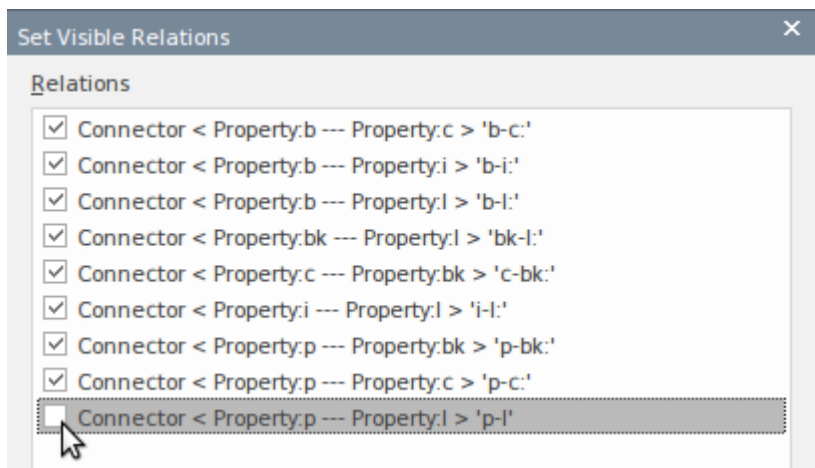 Set Visible Relations
Relations
Connector < Property:b --- Property:c > 'b-c:'
Connector < Property:b --- Property:i > 'b-i:'
Connector < Property:b --- Property:l > 'b-l:'
Connector < Property:bk --- Property:l > 'bk-l:'
Connector < Property:c --- Property:bk > 'c-bk:'
Connector < Property:i --- Property:l > 'i-l:'
Connector < Property:p --- Property:bk > 'p-bk:'
Connector < Property:p --- Property:c > 'p-c:'
Connector < Property:p --- Property:l > 'p-l'